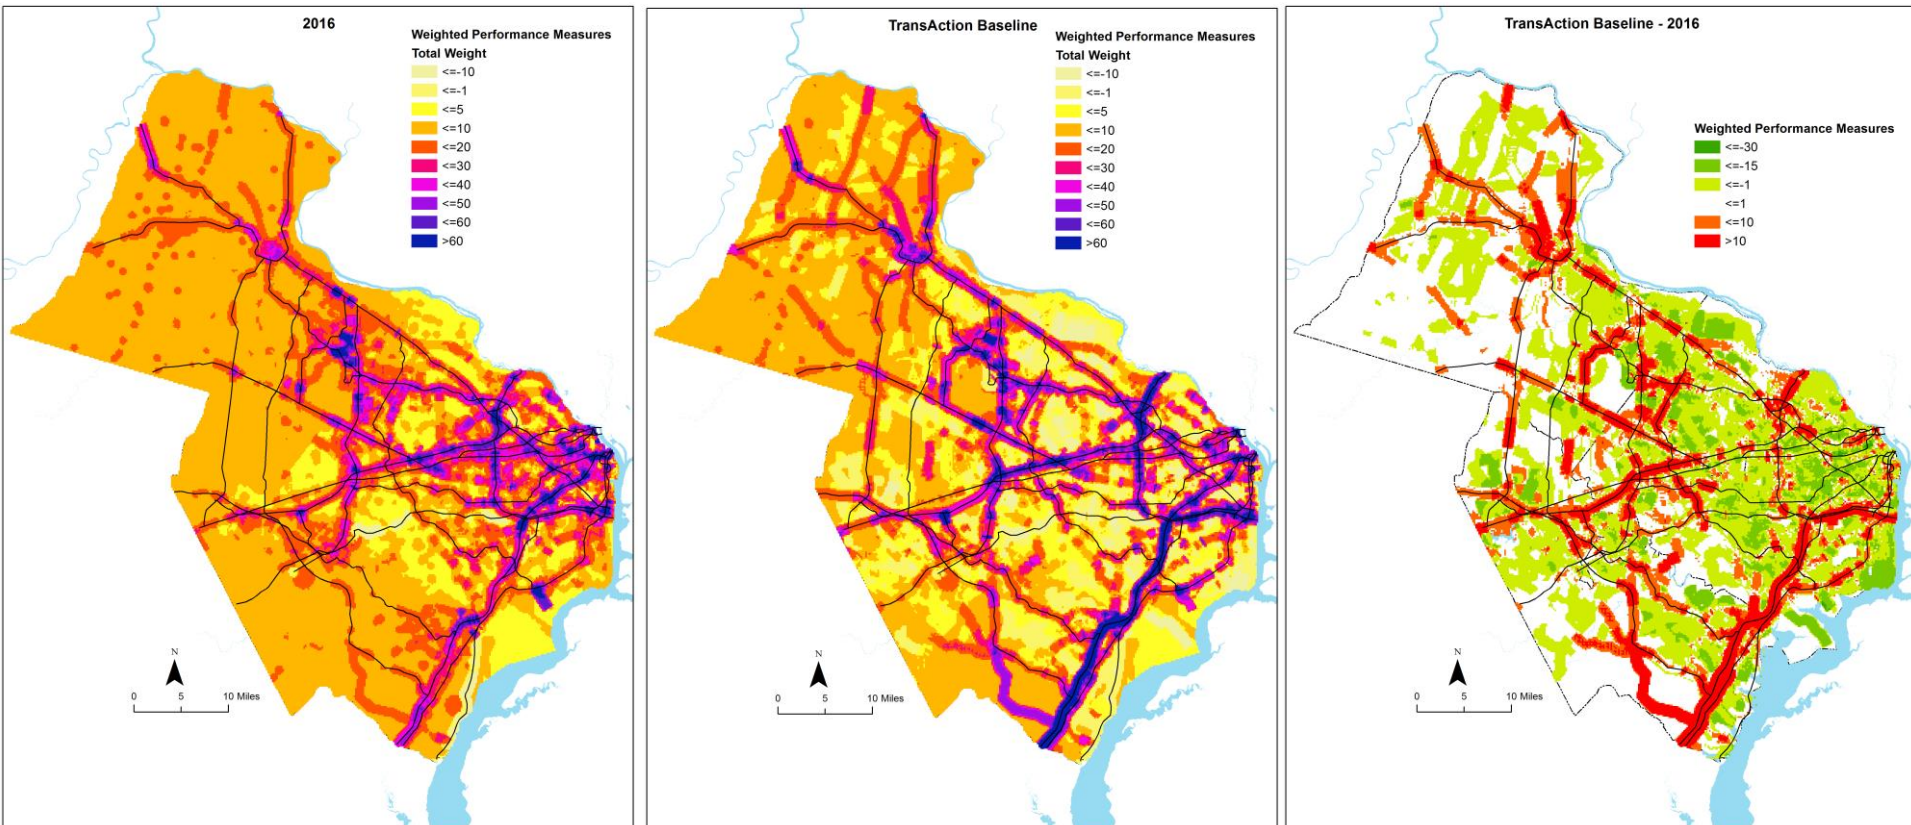 2016
Weighted Performance Measures
Total Weight
<=-10
<=-1
<=5
<=10
<=20
<=30
<=40
<=50
<=60
>60
N
0 5 10 Miles
TransAction Baseline
Weighted Performance Measures
Total Weight
<=-10
<=-1
<=5
<=10
<=20
<=30
<=40
<=50
<=60
>60
N
0 5 10 Miles
TransAction Baseline - 2016
Weighted Performance Measures
<=-30
<=-15
<=-1
<=1
<=10
>10
N
0 5 10 Miles